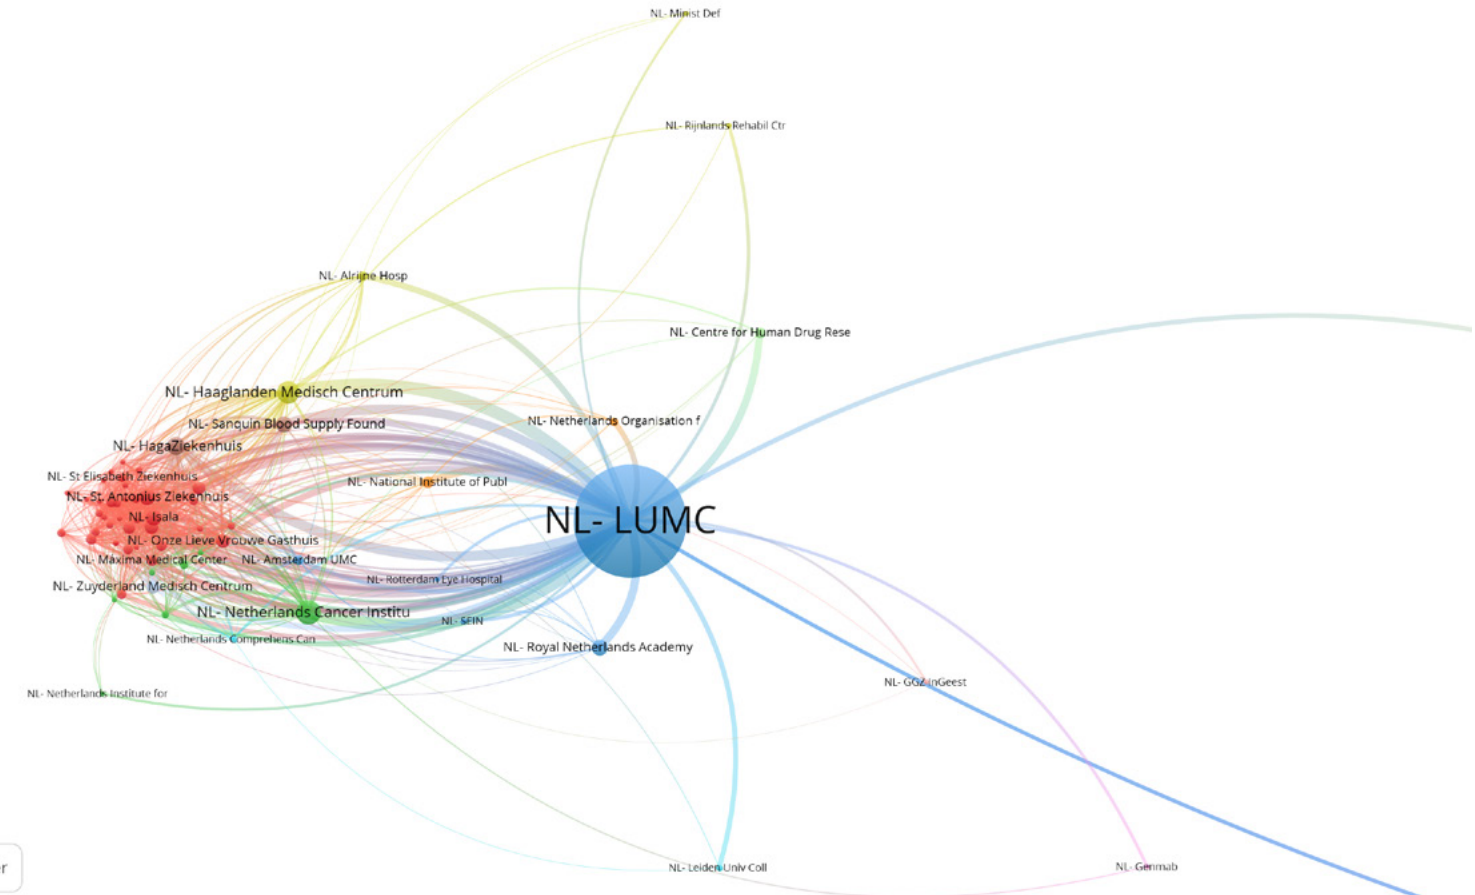 NL- Minist Def
NL- Rijnlands Rehabil Ctr
NL- Alrijne Hosp
NL- Centre for Human Drug Rese
NL- Haaglanden Medisch Centrum
NL- Sanquin Blood Supply Found
NL- Netherlands Organisation f
NL- HagaZiekenhuis
NL- St Elisabeth Ziekenhuis
NL- National Institute of Publ
NL- St. Antonius Ziekenhuis
NL- Isala
NL- LUMC
NL- Onze Lieve Vrouwe Gasthuis
NL- Máxima Medical Center
NL- Amsterdam UMC
NL- Rotterdam Eye Hospital
NL- Zuyderland Medisch Centrum
NL- Netherlands Cancer Institu
NL- SEIN
NL- Netherlands Comprehens Can
NL- Royal Netherlands Academy
NL- GGZ inGeest
NL- Netherlands Institute for
NL- Leiden Univ Coll
NL- Genmab
r